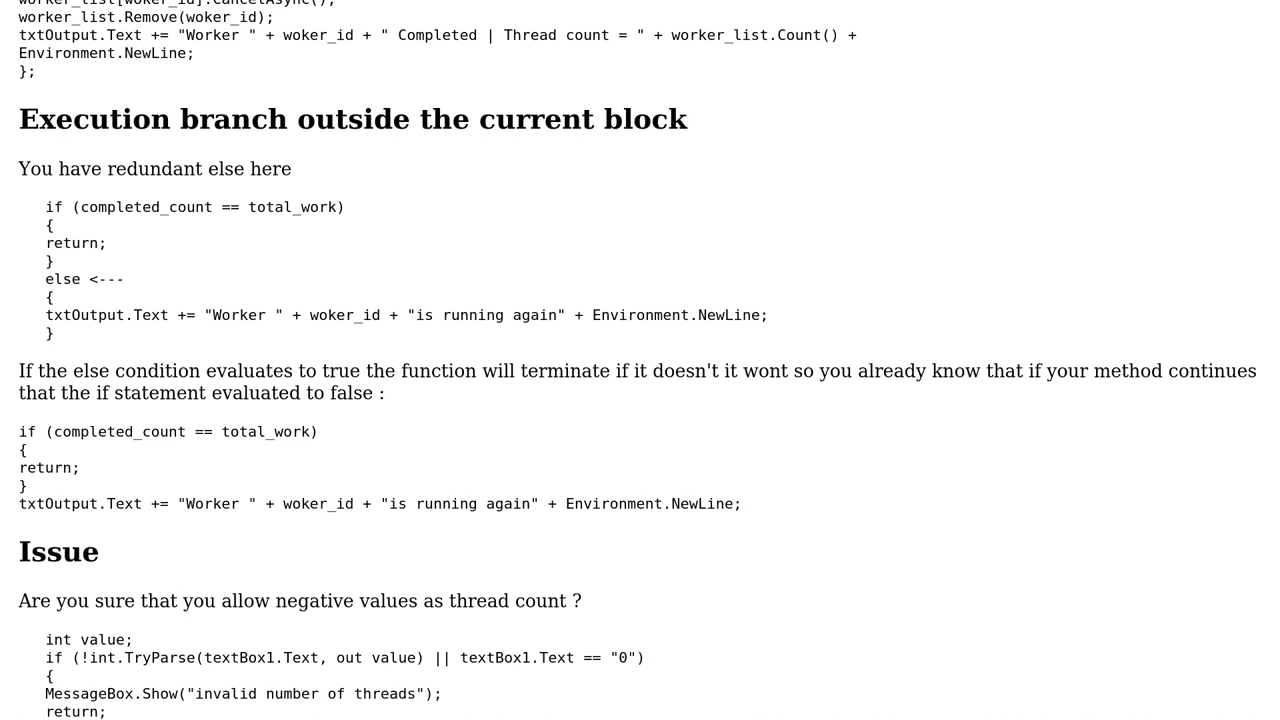 worker_list[woker_id].CancelAsync();
worker_list.Remove(woker_id);
txtOutput.Text += "Worker " + woker_id + " Completed | Thread count = " + worker_list.Count() +
Environment.NewLine;
};
Execution branch outside the current block
You have redundant else here
if (completed_count == total_work)
{
return;
}
else <---
{
txtOutput.Text += "Worker " + woker_id + "is running again" + Environment.NewLine;
}
If the else condition evaluates to true the function will terminate if it doesn't it wont so you already know that if your method continues
that the if statement evaluated to false :
if (completed_count == total_work)
{
return;
}
txtOutput.Text += "Worker " + woker_id + "is running again" + Environment.NewLine;
Issue
Are you sure that you allow negative values as thread count ?
int value;
if (!int.TryParse(textBox1.Text, out value) || textBox1.Text == "0")
{
MessageBox.Show("invalid number of threads");
return;